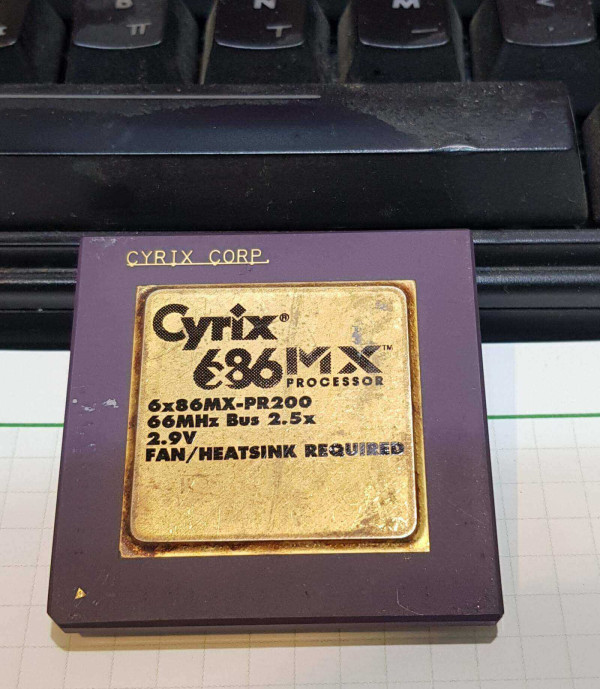 B N M <
ㅠ ㅜ ㅡ
CYRIX CORP.
Cyrix®
6x86MX™
PROCESSOR
6x86MX-PR200
66MHz Bus 2.5x
2.9V
FAN/HEATSINK REQUIRED